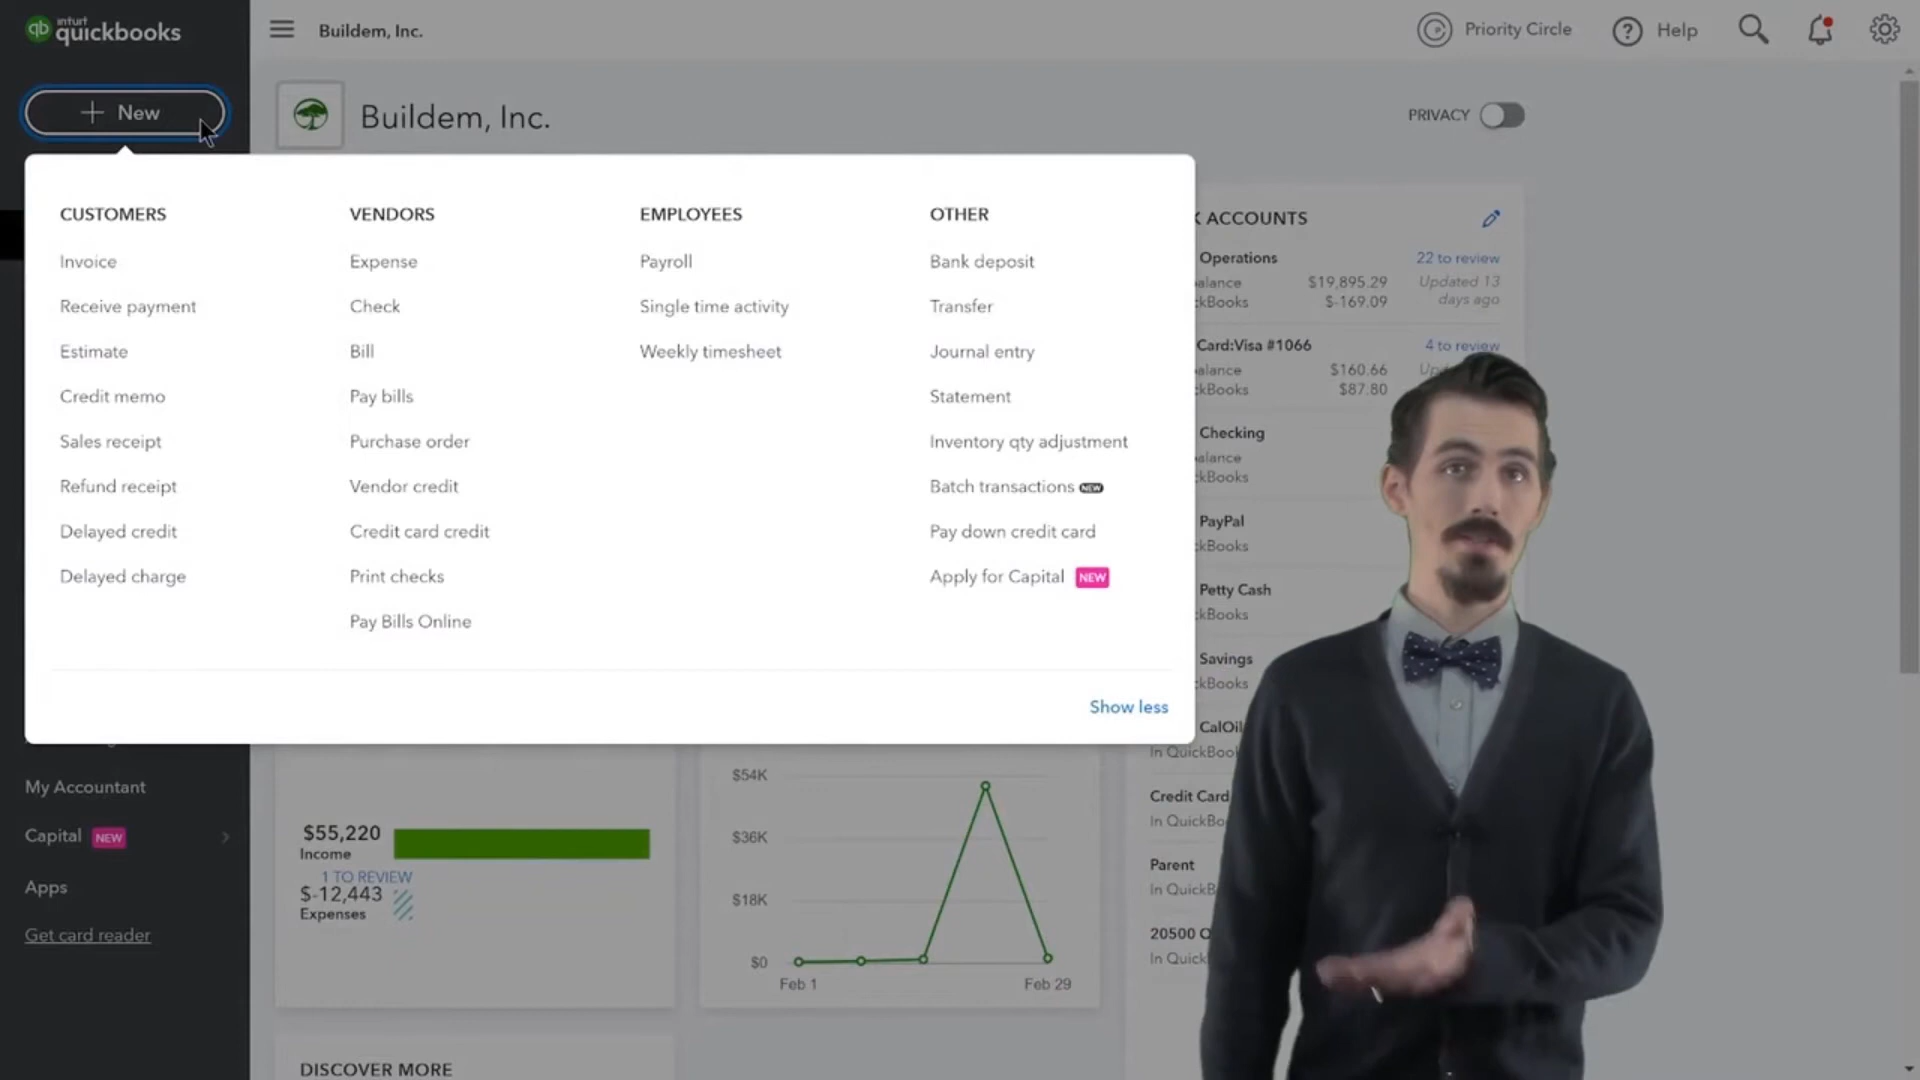 intuit
quickbooks
Buildem, Inc.
Priority Circle
Help
New
Buildem, Inc.
PRIVACY
CUSTOMERS
Invoice
Receive payment
Estimate
Credit memo
Sales receipt
Refund receipt
Delayed credit
Delayed charge
VENDORS
Expense
Check
Bill
Pay bills
Purchase order
Vendor credit
Credit card credit
Print checks
Pay Bills Online
EMPLOYEES
Payroll
Single time activity
Weekly timesheet
OTHER
Bank deposit
Transfer
Journal entry
Statement
Inventory qty adjustment
Batch transactions NEW
Pay down credit card
Apply for Capital NEW
Show less
ACCOUNTS
Operations 22 to review
$19,895.29 Updated 13
$-169.09 days ago
Card:Visa #1066 4 to review
$160.66
$87.80
Checking
PayPal
Petty Cash
Savings
CalOil
Credit Card
Parent
20500
My Accountant
Capital NEW
Apps
Get card reader
$55,220
Income
1 TO REVIEW
$-12,443
Expenses
$54K
$36K
$18K
$0
Feb 1 Feb 29
DISCOVER MORE